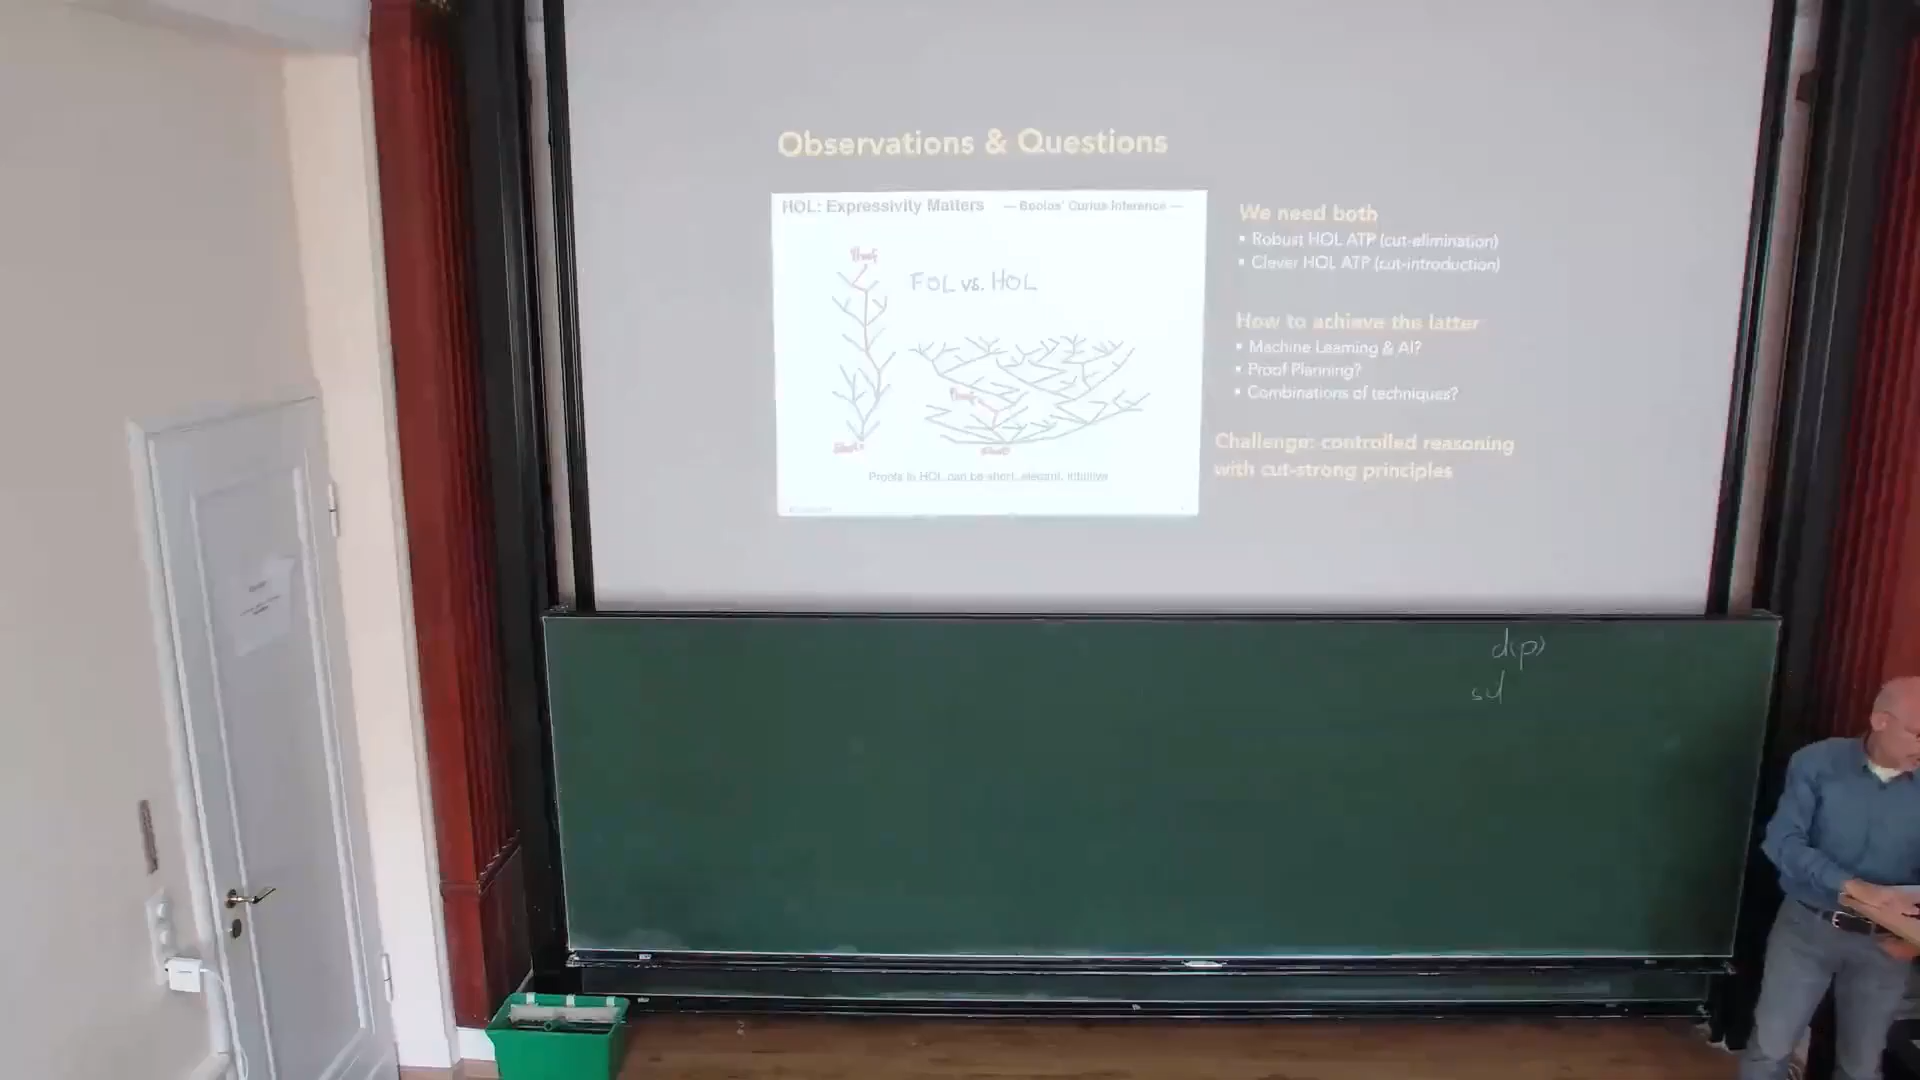 Observations & Questions
HOL: Expressivity Matters — Boolos' Curius Inference —
Proof
FOL vs. HOL
Proof
Start
Start
Proofs in HOL can be short, elegant, intuitive
We need both
▪ Robust HOL ATP (cut-elimination)
▪ Clever HOL ATP (cut-introduction)
How to achieve the latter
▪ Machine Learning & AI?
▪ Proof Planning?
▪ Combinations of techniques?
Challenge: controlled reasoning
with cut-strong principles
d(p)